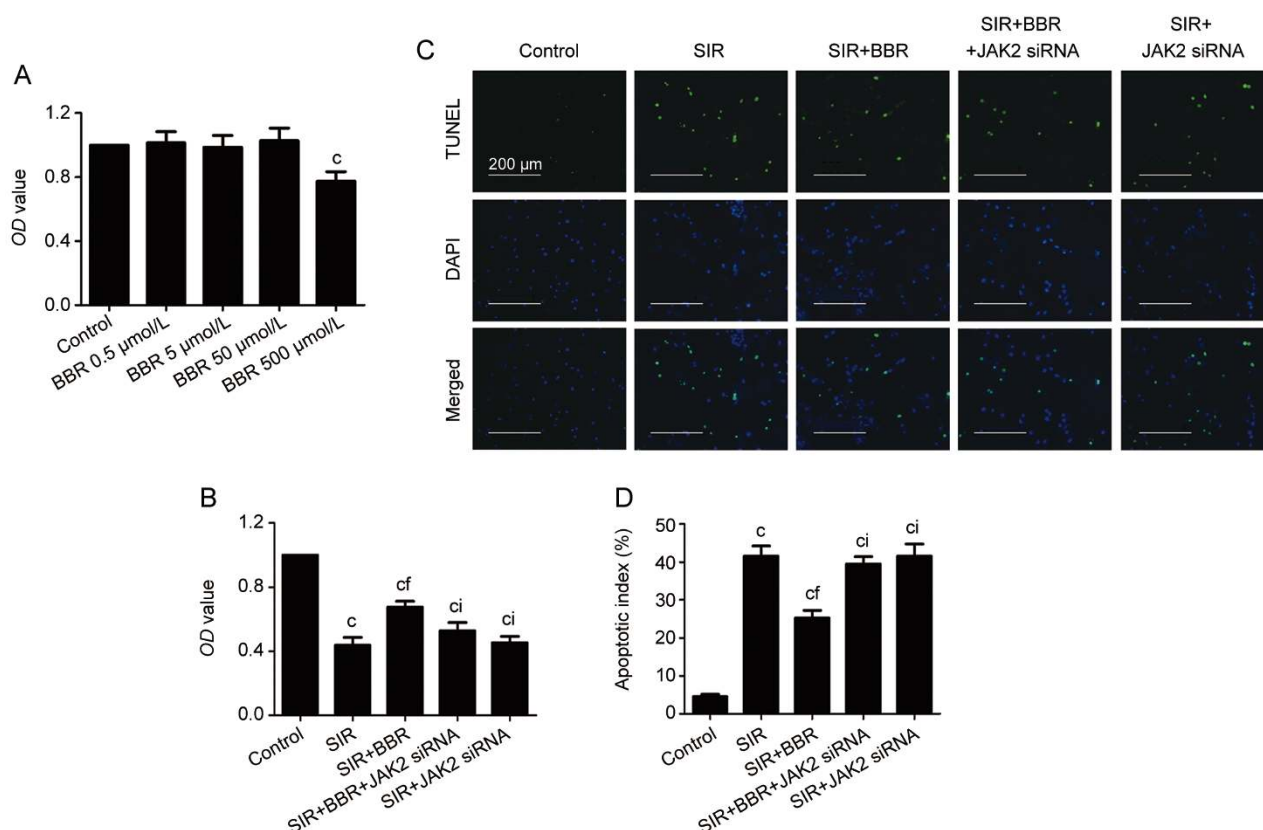 A
1.2
0.8
0.4
0.0
OD value
c
Control
BBR 0.5 μmol/L
BBR 5 μmol/L
BBR 50 μmol/L
BBR 500 μmol/L
C
Control
SIR
SIR+BBR
SIR+BBR
+JAK2 siRNA
SIR+
JAK2 siRNA
TUNEL
200 μm
DAPI
Merged
B
1.2
0.8
0.4
0.0
OD value
c
cf
ci
ci
Control
SIR
SIR+BBR
SIR+BBR+JAK2 siRNA
SIR+JAK2 siRNA
D
50
40
30
20
10
0
Apoptotic index (%)
c
cf
ci
ci
Control
SIR
SIR+BBR
SIR+BBR+JAK2 siRNA
SIR+JAK2 siRNA